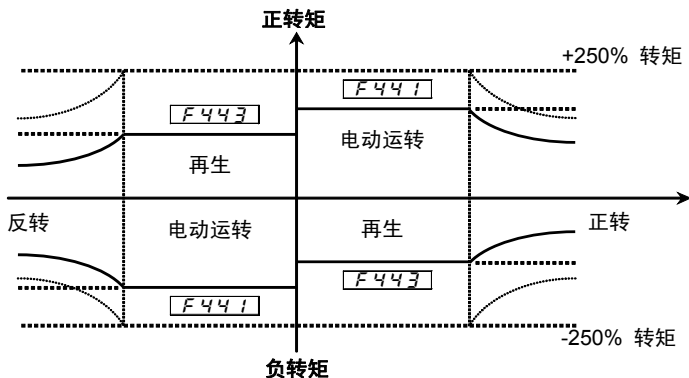 正转矩
+250% 转矩
F441
F443
电动运转
再生
反转
电动运转
再生
正转
F443
F441
-250% 转矩
负转矩